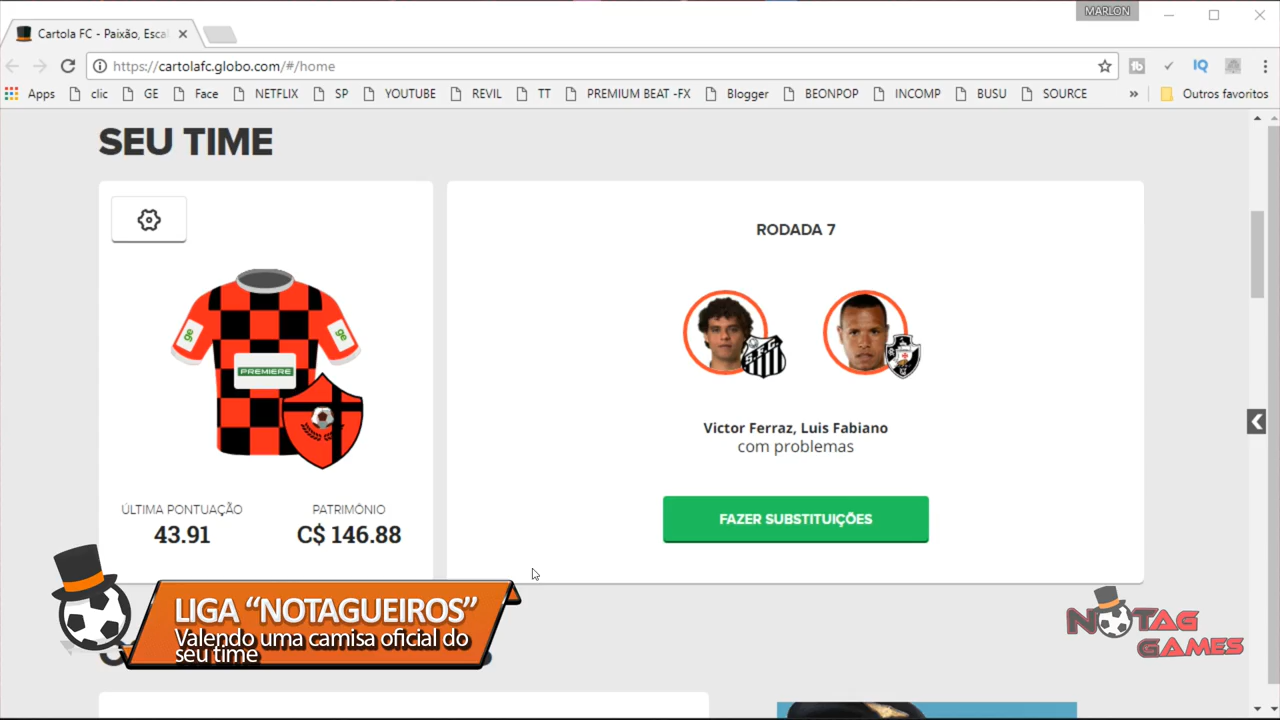 MARLON
Cartola FC - Paixão, Escal
https://cartolafc.globo.com/#/home
Apps clic GE Face NETFLIX SP YOUTUBE REVIL TT PREMIUM BEAT -FX Blogger BEONPOP INCOMP BUSU SOURCE » Outros favoritos
SEU TIME
RODADA 7
ge ge
PREMIERE
Victor Ferraz, Luis Fabiano
com problemas
ÚLTIMA PONTUAÇÃO PATRIMÔNIO
43.91 C$ 146.88
FAZER SUBSTITUIÇÕES
LIGA “NOTAGUEIROS”
Valendo uma camisa oficial do
seu time
NOTAG
GAMES